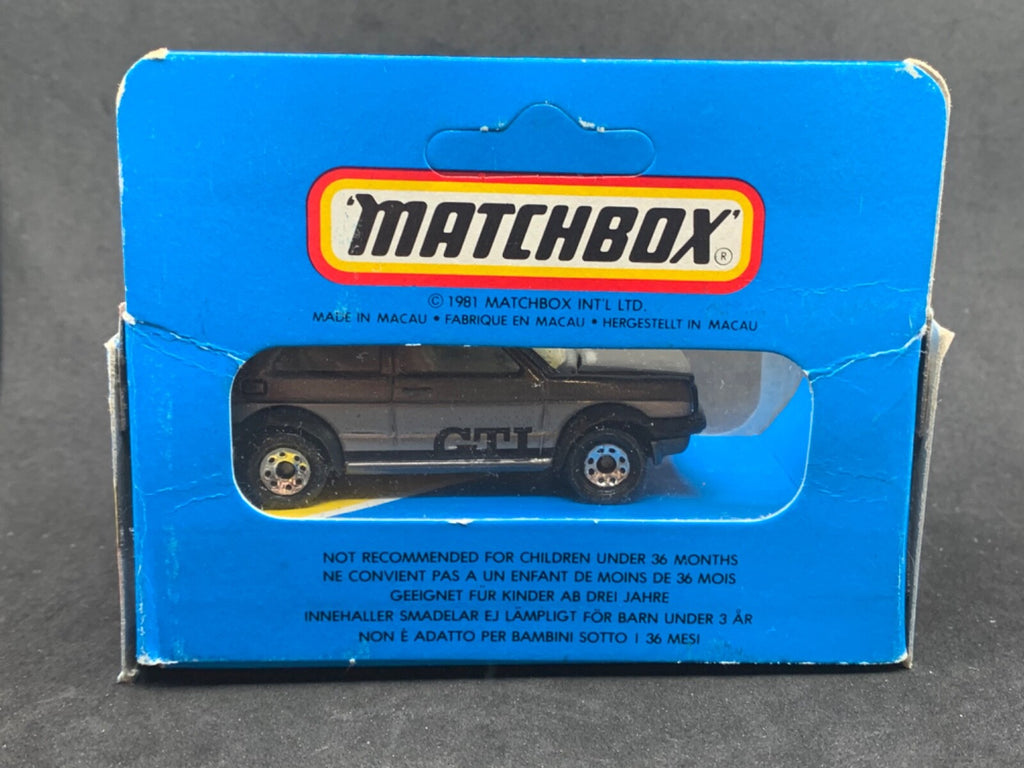 'MATCHBOX'®
© 1981 MATCHBOX INT'L LTD.
MADE IN MACAU • FABRIQUE EN MACAU • HERGESTELLT IN MACAU
GTI
NOT RECOMMENDED FOR CHILDREN UNDER 36 MONTHS
NE CONVIENT PAS A UN ENFANT DE MOINS DE 36 MOIS
GEEIGNET FÜR KINDER AB DREI JAHRE
INNEHALLER SMADELAR EJ LÄMPLIGT FÖR BARN UNDER 3 ÅR
NON È ADATTO PER BAMBINI SOTTO I 36 MESI